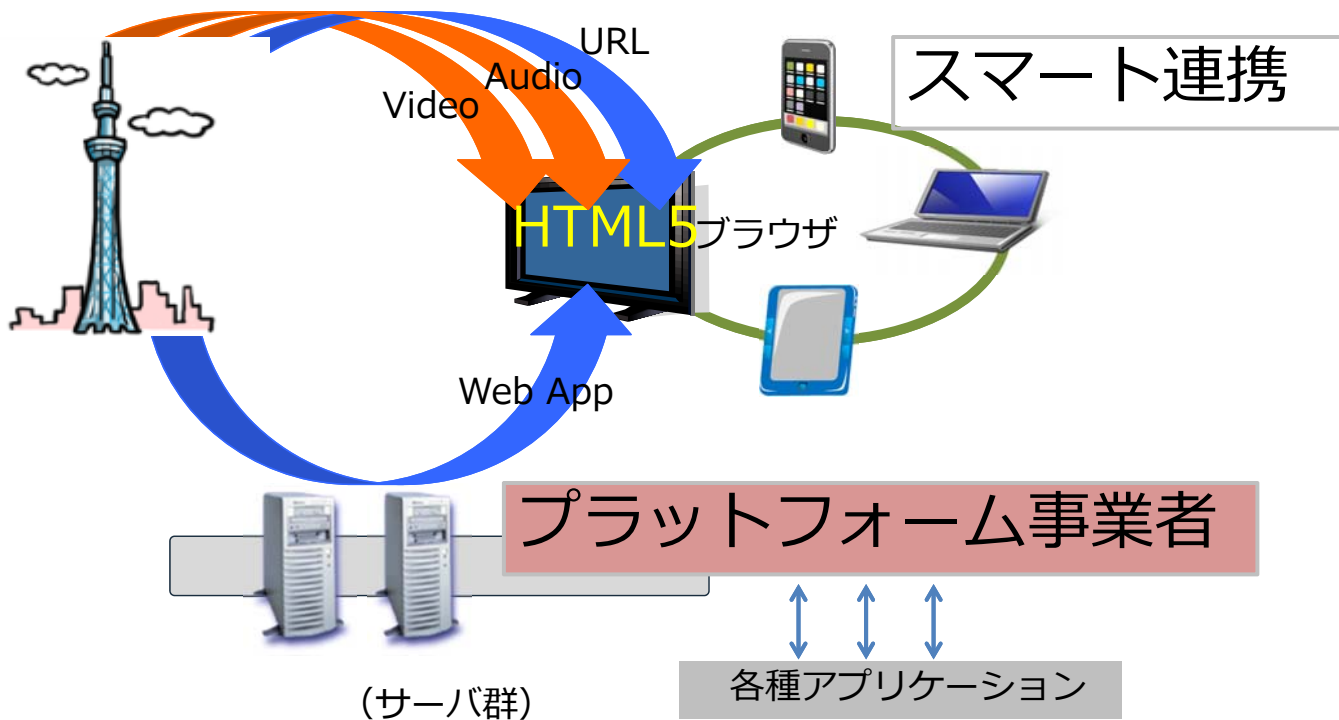 URL
Audio
Video
スマート連携
HTML5ブラウザ
Web App
プラットフォーム事業者
各種アプリケーション
（サーバ群）